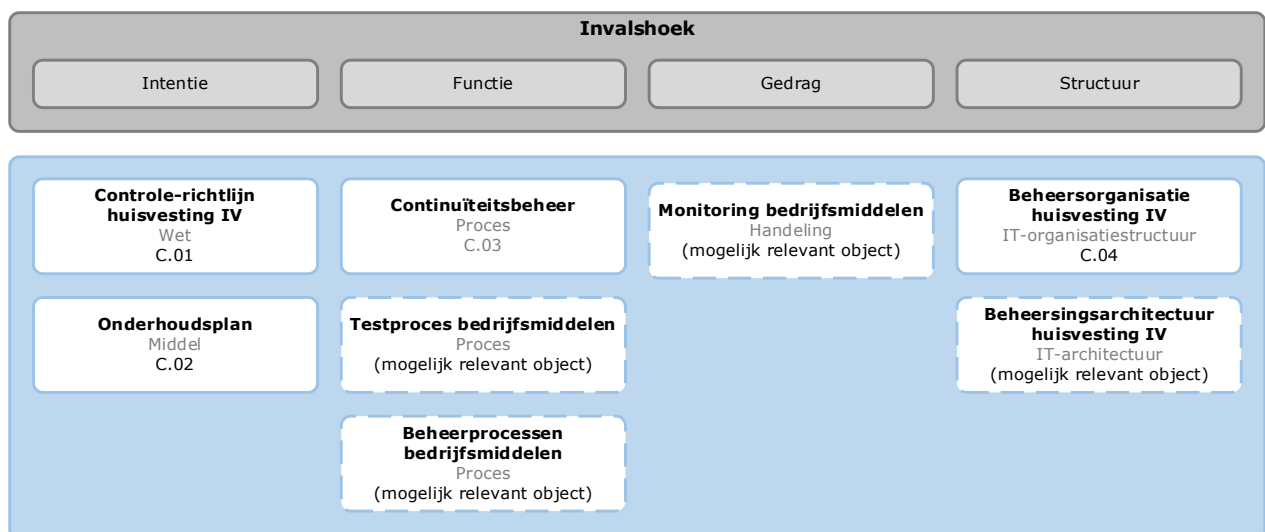 Invalshoek
Intentie
Functie
Gedrag
Structuur
Controle-richtlijn
huisvesting IV
Wet
C.01
Continuïteitsbeheer
Proces
C.03
Monitoring bedrijfsmiddelen
Handeling
(mogelijk relevant object)
Beheersorganisatie
huisvesting IV
IT-organisatiestructuur
C.04
Onderhoudsplan
Middel
C.02
Testproces bedrijfsmiddelen
Proces
(mogelijk relevant object)
Beheersingsarchitectuur
huisvesting IV
IT-architectuur
(mogelijk relevant object)
Beheerprocessen
bedrijfsmiddelen
Proces
(mogelijk relevant object)